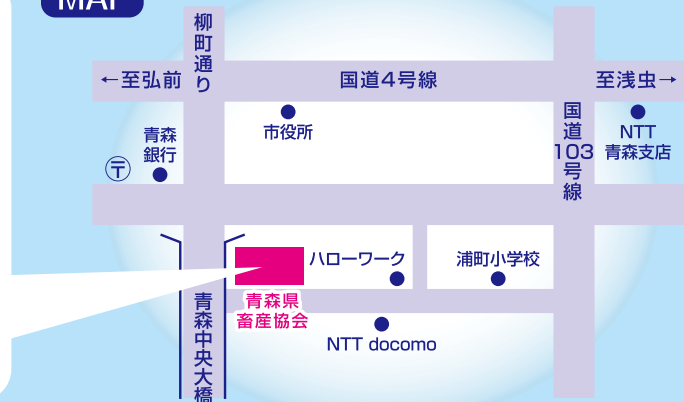 MAP
柳町通り
←至弘前
国道4号線
至浅虫→
市役所
国道103号線
NTT
青森支店
青森
銀行
〒
ハローワーク
浦町小学校
青森県
畜産協会
青森中央大橋
NTT docomo